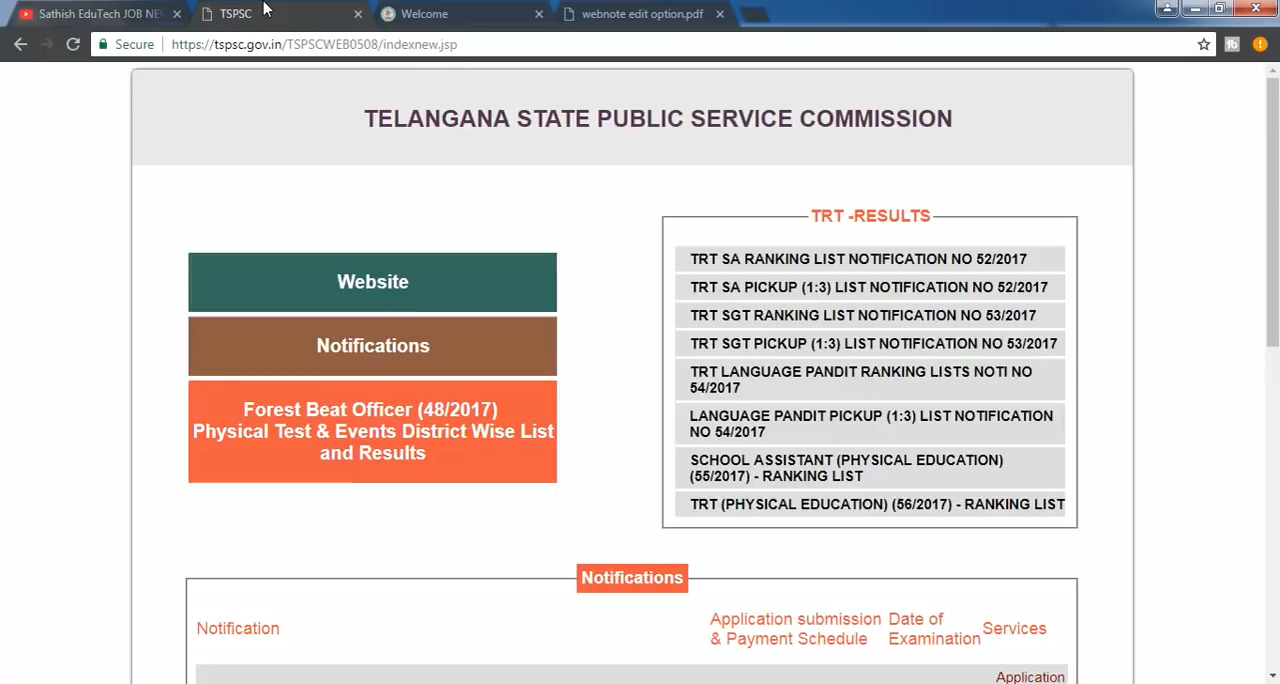 Sathish EduTech JOB NEV
TSPSC
Welcome
webnote edit option.pdf
Secure
https://tspsc.gov.in/TSPSCWEB0508/indexnew.jsp
TELANGANA STATE PUBLIC SERVICE COMMISSION
Website
Notifications
Forest Beat Officer (48/2017)
Physical Test & Events District Wise List
and Results
TRT -RESULTS
TRT SA RANKING LIST NOTIFICATION NO 52/2017
TRT SA PICKUP (1:3) LIST NOTIFICATION NO 52/2017
TRT SGT RANKING LIST NOTIFICATION NO 53/2017
TRT SGT PICKUP (1:3) LIST NOTIFICATION NO 53/2017
TRT LANGUAGE PANDIT RANKING LISTS NOTI NO
54/2017
LANGUAGE PANDIT PICKUP (1:3) LIST NOTIFICATION
NO 54/2017
SCHOOL ASSISTANT (PHYSICAL EDUCATION)
(55/2017) - RANKING LIST
TRT (PHYSICAL EDUCATION) (56/2017) - RANKING LIST
Notifications
Notification
Application submission
& Payment Schedule
Date of
Examination
Services
Application